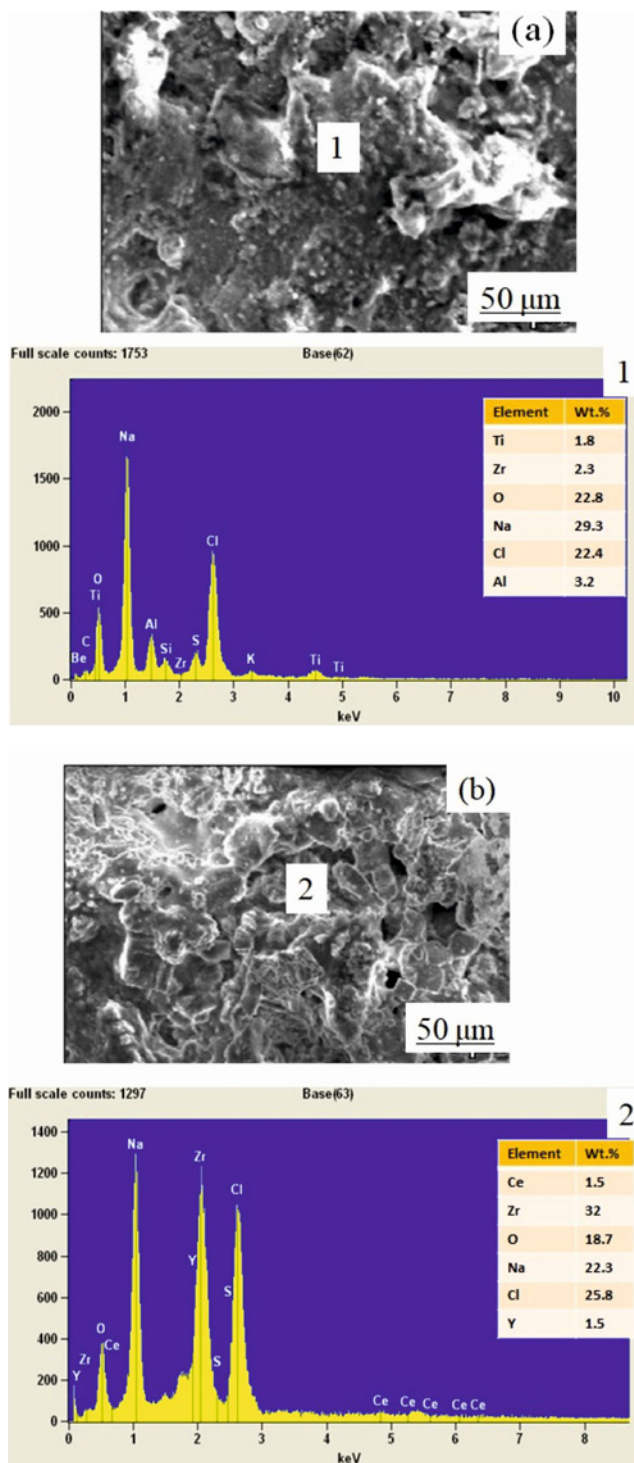 (a)
1
50 μm
Full scale counts: 1753 Base(62)
1
2000
1500
1000
500
0
Element Wt.%
Ti 1.8
Zr 2.3
O 22.8
Na 29.3
Cl 22.4
Al 3.2
Na
Cl
O
Ti
Al
C
Be
Si
Zr
S
K
Ti
Ti
0 1 2 3 4 5 6 7 8 9 10
keV
(b)
2
50 μm
Full scale counts: 1297 Base(63)
2
1400
1200
1000
800
600
400
200
0
Element Wt.%
Ce 1.5
Zr 32
O 18.7
Na 22.3
Cl 25.8
Y 1.5
Na
Zr
Cl
Y
S
O
Ce
Zr
Y
S
Ce Ce Ce Ce Ce
0 1 2 3 4 5 6 7 8
keV